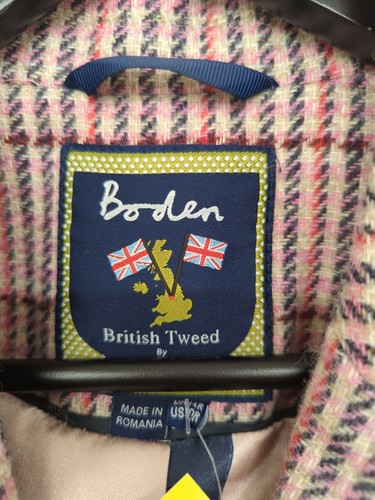 Boden
British Tweed
By
MADE IN
ROMANIA